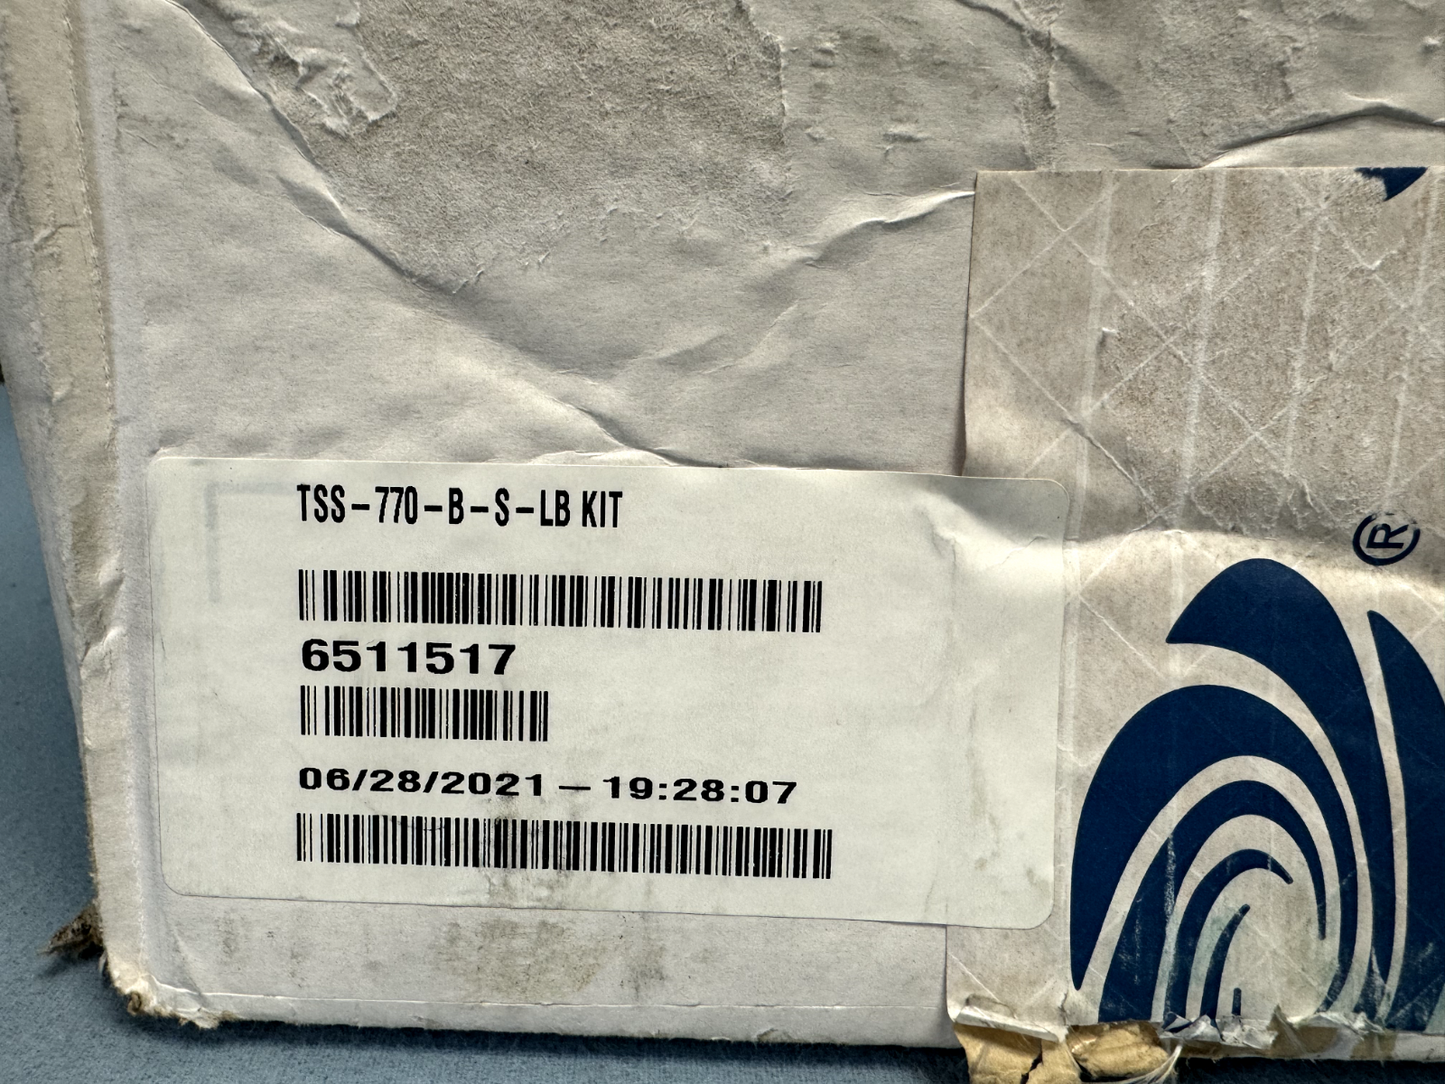 TSS-770-B-S-LB KIT
6511517
06/28/2021 - 19:28:07
®